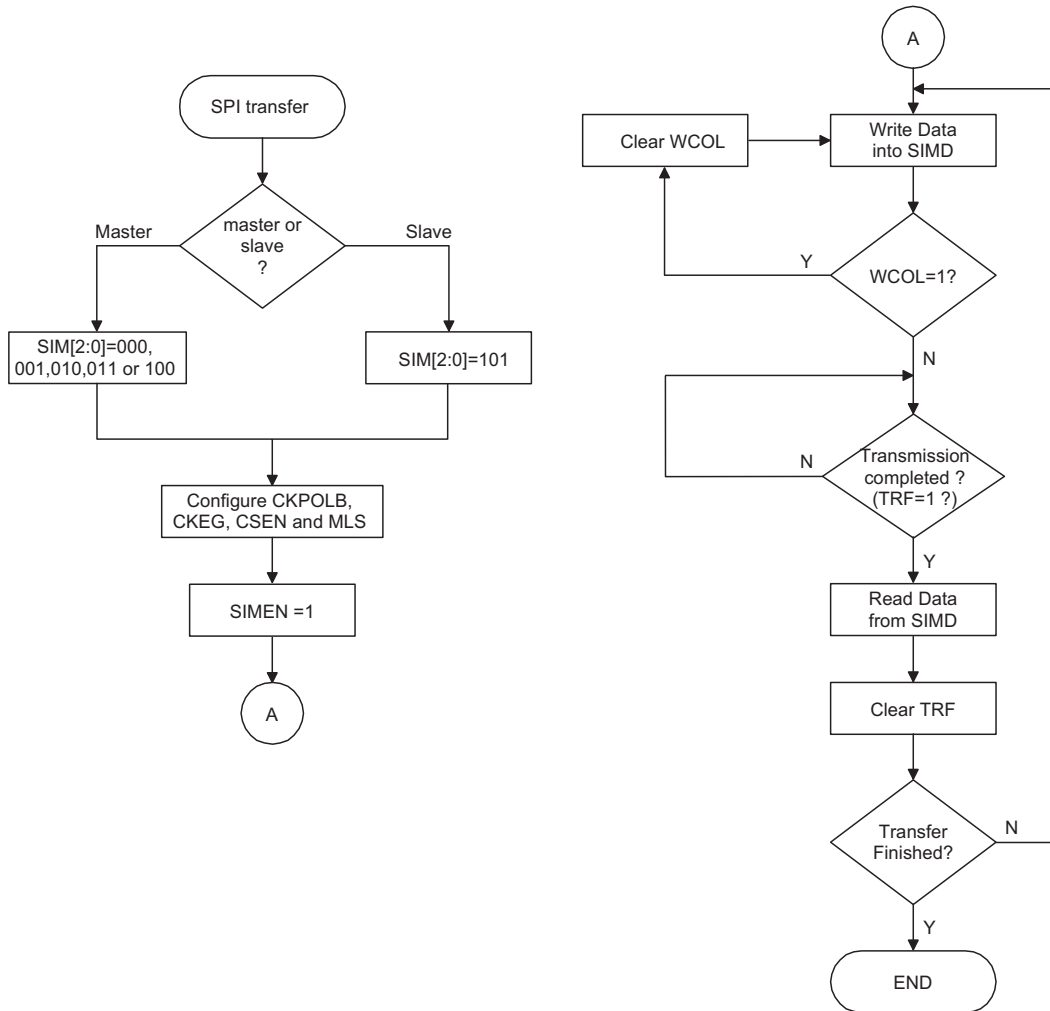 SPI transfer
master or
slave
?
Master
Slave
SIM[2:0]=000,
001,010,011 or 100
SIM[2:0]=101
Configure CKPOLB,
CKEG, CSEN and MLS
SIMEN =1
A
A
Clear WCOL
Write Data
into SIMD
Y
WCOL=1?
N
N
Transmission
completed ?
(TRF=1 ?)
Y
Read Data
from SIMD
Clear TRF
Transfer
Finished?
N
Y
END